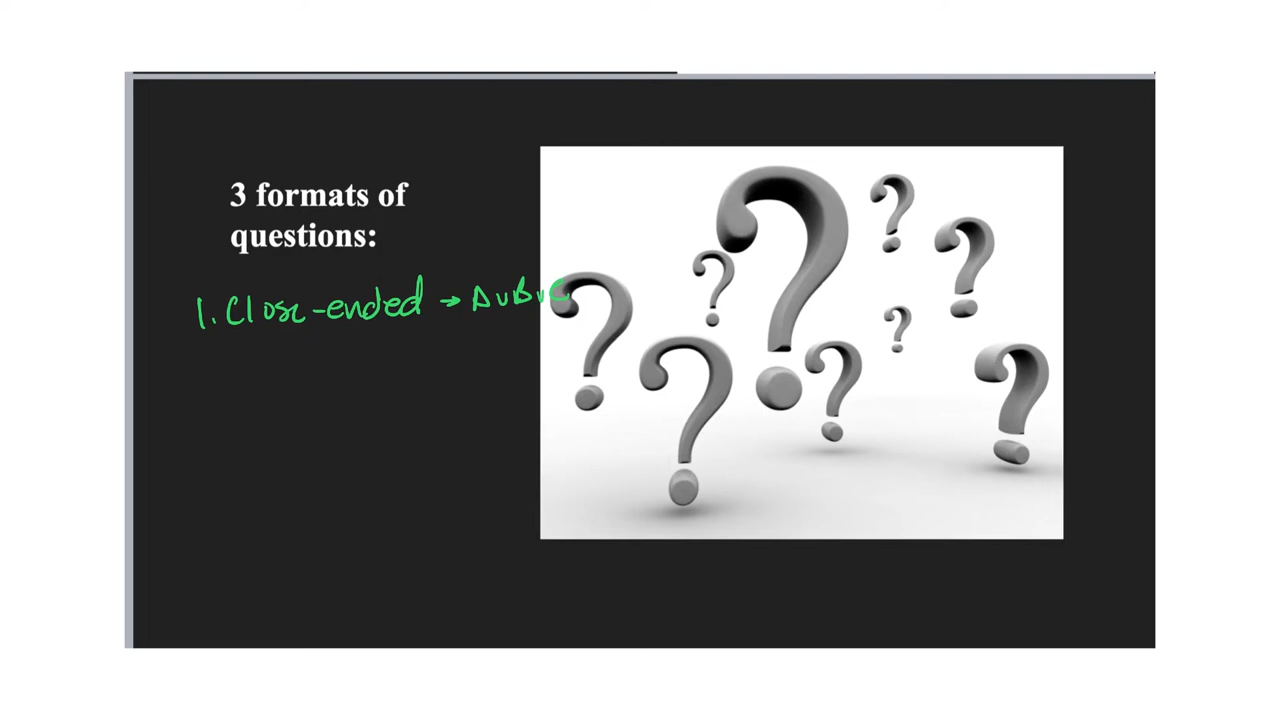 3 formats of
questions:
1. Close-ended → A v B v C